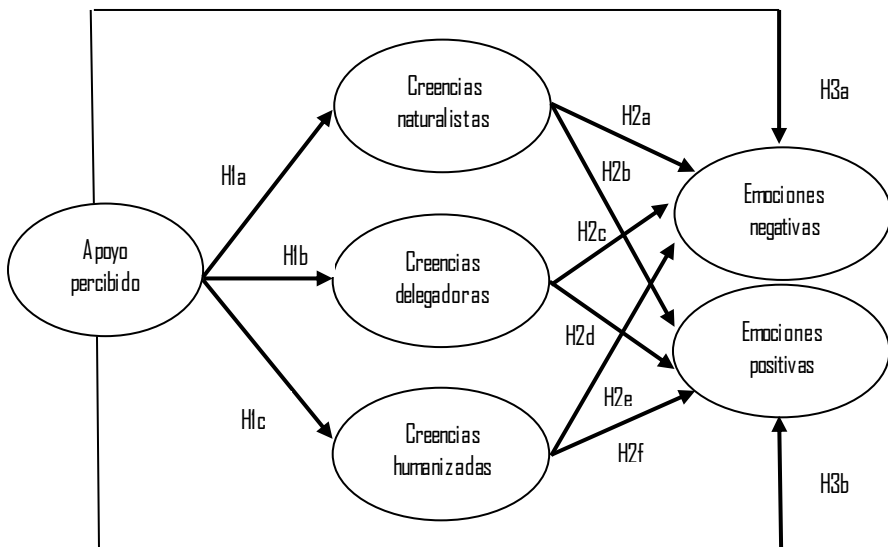 Creencias
naturalistas
H3a
H2a
H1a
H2b
Emociones
negativas
Apoyo
percibido
H1b
Creencias
delegadoras
H2c
H2d
Emociones
positivas
H1c
Creencias
humanizadas
H2e
H2f
H3b